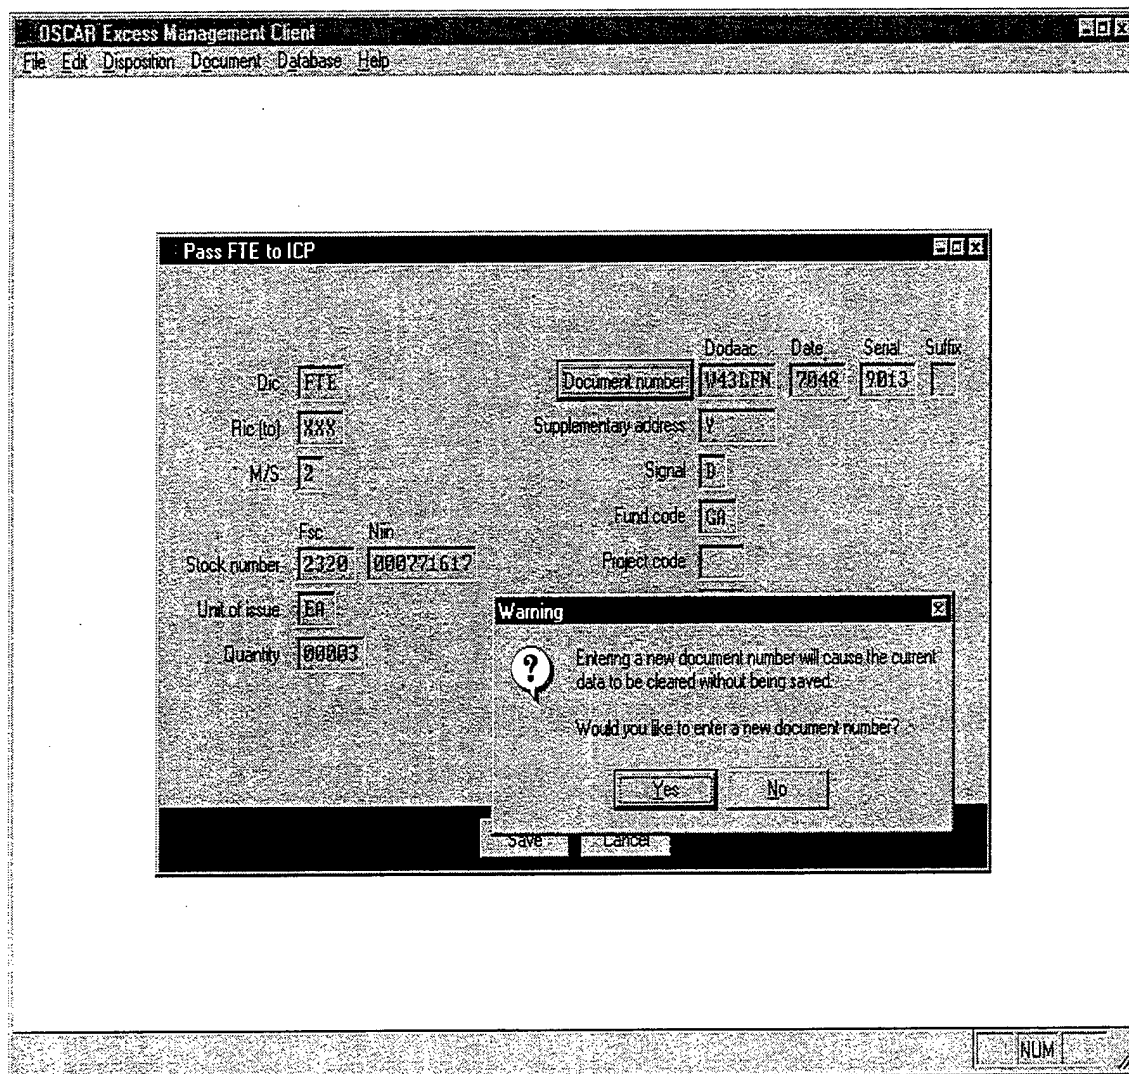 OSCAR Excess Management Client
File Edit Disposition Document Database Help
Pass FTE to ICP
Dodaac Date Serial Suffix
Dic FTE
Document number 7048 9013
Ric (to) XXX
Supplementary address Y
M/S 2
Signal D
Fund code GA
Fsc Niin
Stock number 2320 000771617
Project code
Unit of issue EA
Quantity 00003
Warning
?
Entering a new document number will cause the current
data to be cleared without being saved.
Would you like to enter a new document number?
Yes No
Save Cancel
NUM